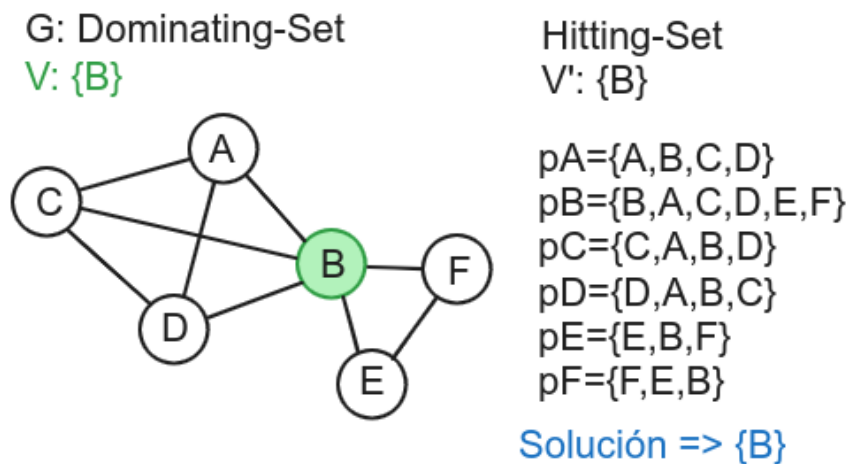 G: Dominating-Set
V: {B}
A
C
B
F
D
E
Hitting-Set
V': {B}
pA={A,B,C,D}
pB={B,A,C,D,E,F}
pC={C,A,B,D}
pD={D,A,B,C}
pE={E,B,F}
pF={F,E,B}
Solución => {B}